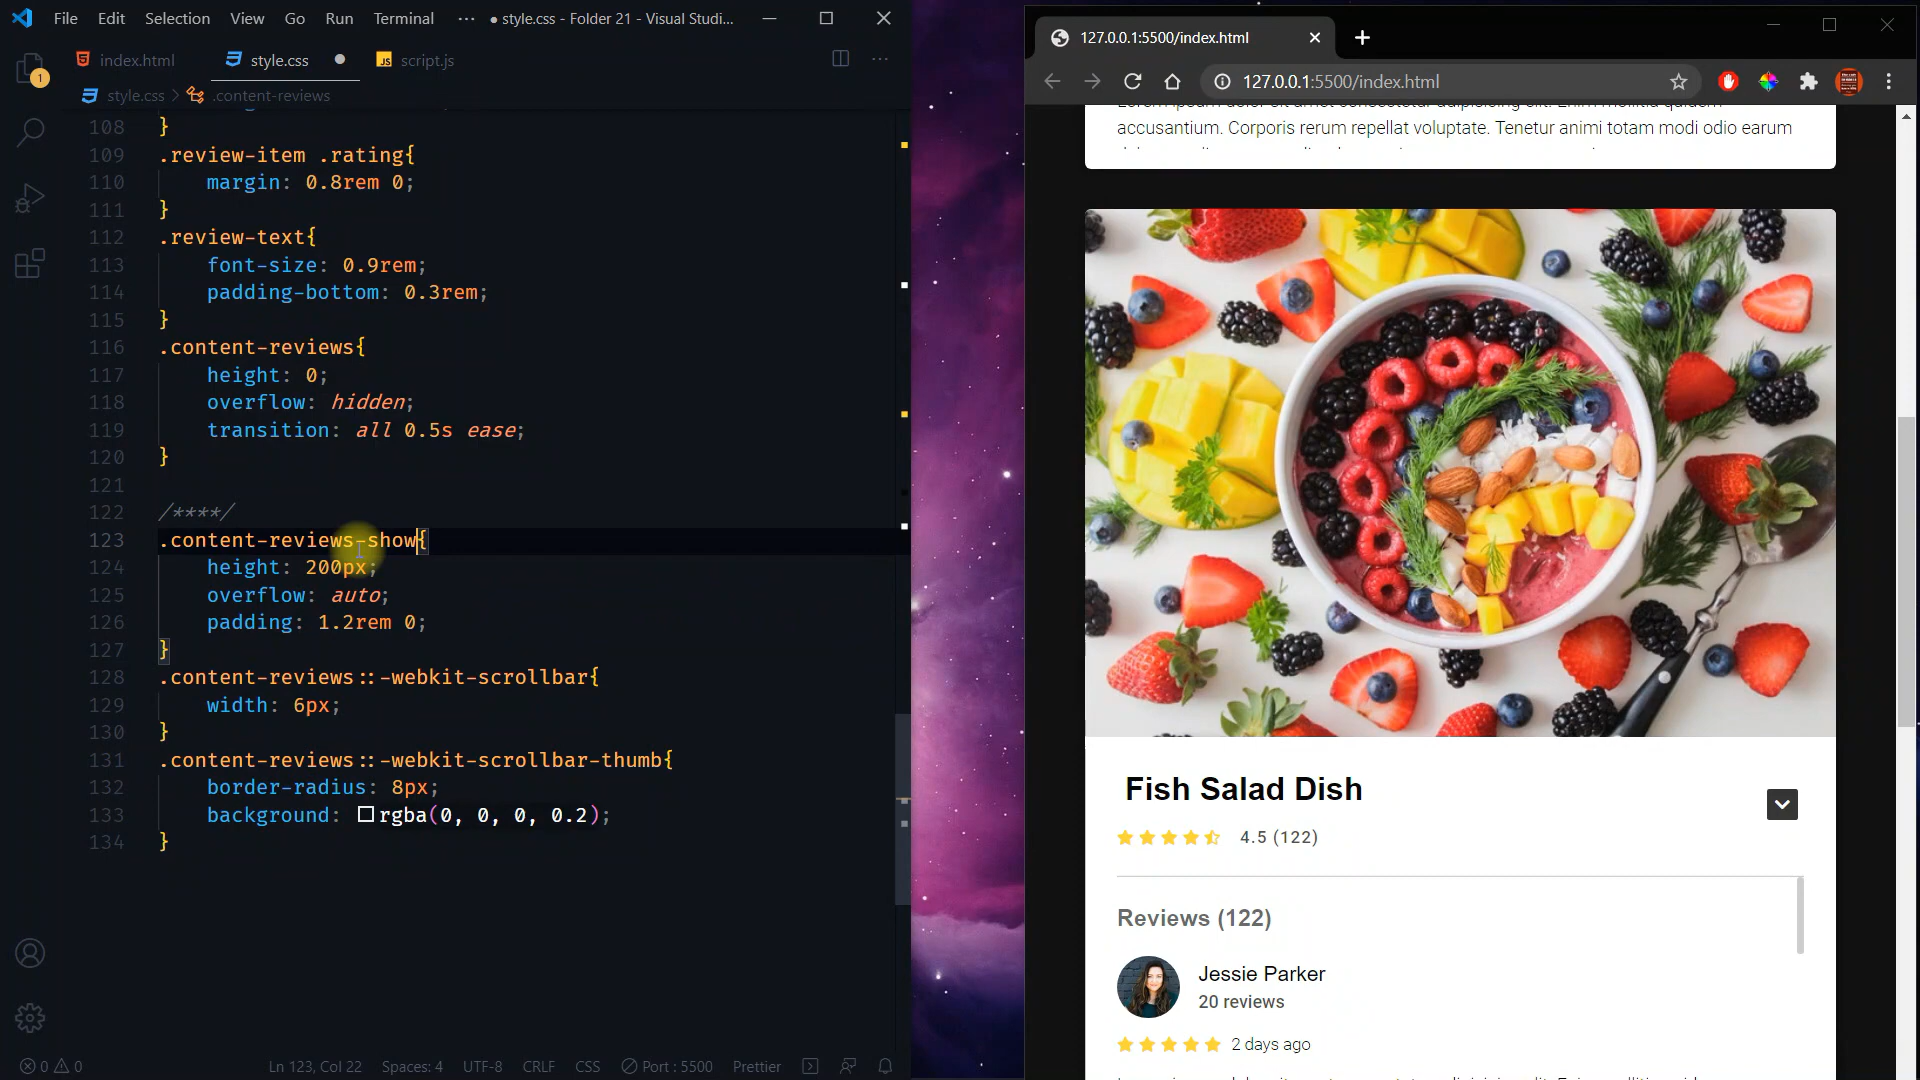 File Edit Selection View Go Run Terminal ··· ● style.css - Folder 21 - Visual Studi...
index.html style.css ● JS script.js
style.css > .content-reviews
108 }
109 .review-item .rating{
110 margin: 0.8rem 0;
111 }
112 .review-text{
113 font-size: 0.9rem;
114 padding-bottom: 0.3rem;
115 }
116 .content-reviews{
117 height: 0;
118 overflow: hidden;
119 transition: all 0.5s ease;
120 }
121
122 /****/
123 .content-reviews-show{
124 height: 200px;
125 overflow: auto;
126 padding: 1.2rem 0;
127 }
128 .content-reviews::-webkit-scrollbar{
129 width: 6px;
130 }
131 .content-reviews::-webkit-scrollbar-thumb{
132 border-radius: 8px;
133 background: rgba(0, 0, 0, 0.2);
134 }
1
0 0 Ln 123, Col 22 Spaces: 4 UTF-8 CRLF CSS Port : 5500 Prettier
127.0.0.1:5500/index.html
127.0.0.1:5500/index.html
accusantium. Corporis rerum repellat voluptate. Tenetur animi totam modi odio earum
Fish Salad Dish
4.5 (122)
Reviews (122)
Jessie Parker
20 reviews
2 days ago